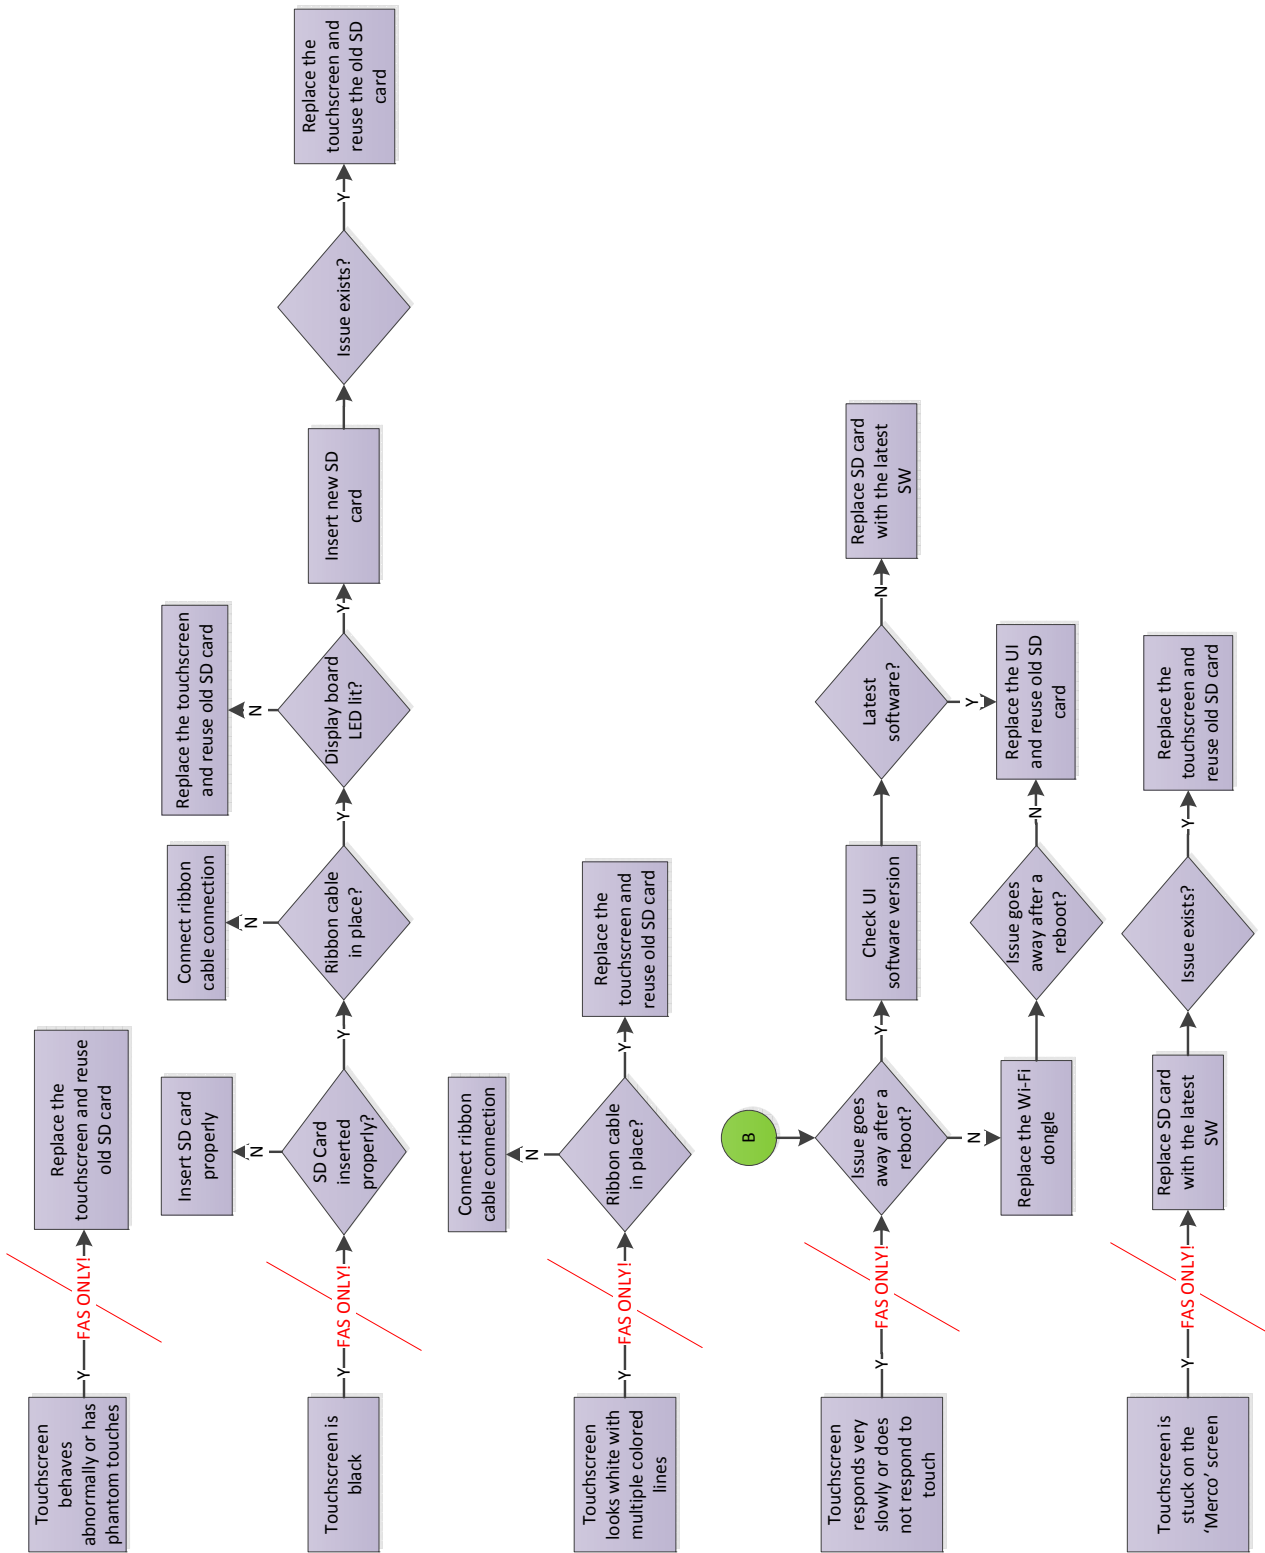 Touchscreen
behaves
abnormally or has
phantom touches
Y
FAS ONLY!
Replace the
touchscreen and reuse
old SD card
Touchscreen is
black
Y
FAS ONLY!
SD Card
inserted
properly?
N
Insert SD card
properly
Y
Ribbon cable
in place?
N
Connect ribbon
cable connection
Y
Display board
LED lit?
N
Replace the touchscreen
and reuse old SD card
Y
Insert new SD
card
Issue exists?
Y
Replace the
touchscreen and
reuse the old SD
card
Touchscreen
looks white with
multiple colored
lines
Y
FAS ONLY!
Ribbon cable
in place?
N
Connect ribbon
cable connection
Y
Replace the
touchscreen and
reuse old SD card
Touchscreen
responds very
slowly or does
not respond to
touch
Y
FAS ONLY!
B
Issue goes
away after a
reboot?
Y
Check UI
software version
Latest
software?
N
Replace SD card
with the latest
SW
Y
N
Replace the Wi-Fi
dongle
Issue goes
away after a
reboot?
N
Replace the UI
and reuse old SD
card
Touchscreen is
stuck on the
‘Merco’ screen
Y
FAS ONLY!
Replace SD card
with the latest
SW
Issue exists?
Y
Replace the
touchscreen and
reuse old SD card